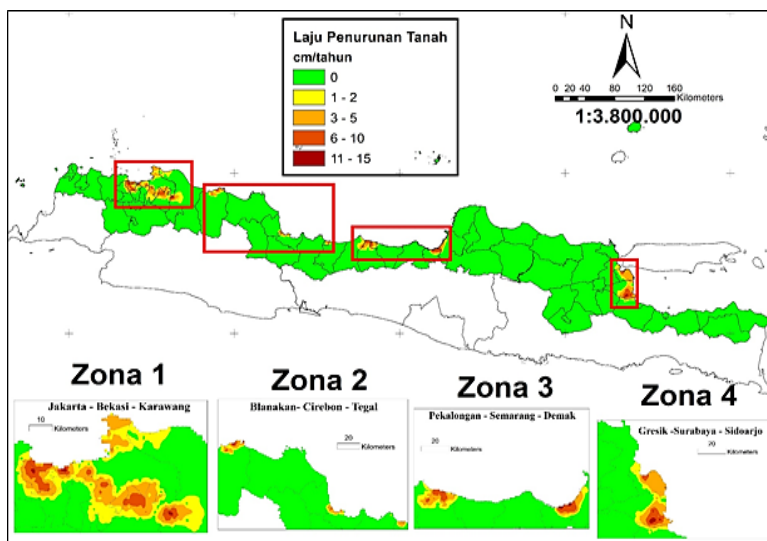 Laju Penurunan Tanah
cm/tahun
0
1 - 2
3 - 5
6 - 10
11 - 15
N
0 20 40 80 120 160
Kilometers
1:3.800.000
Zona 1
Zona 2
Zona 3
Zona 4
Jakarta - Bekasi - Karawang
10
Kilometers
Blanakan- Cirebon - Tegal
20
Kilometers
Pekalongan - Semarang - Demak
20
Kilometers
Gresik -Surabaya - Sidoarjo
20
Kilometers